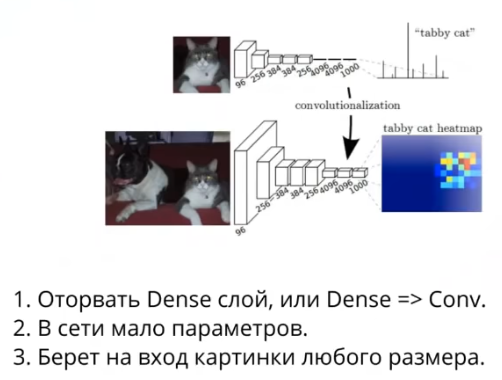 "tabby cat"
96 256 384 384 256 4096 4096 1000
convolutionalization
tabby cat heatmap
96 256 384 384 256 4096 4096 1000
1. Оторвать Dense слой, или Dense => Conv.
2. В сети мало параметров.
3. Берет на вход картинки любого размера.